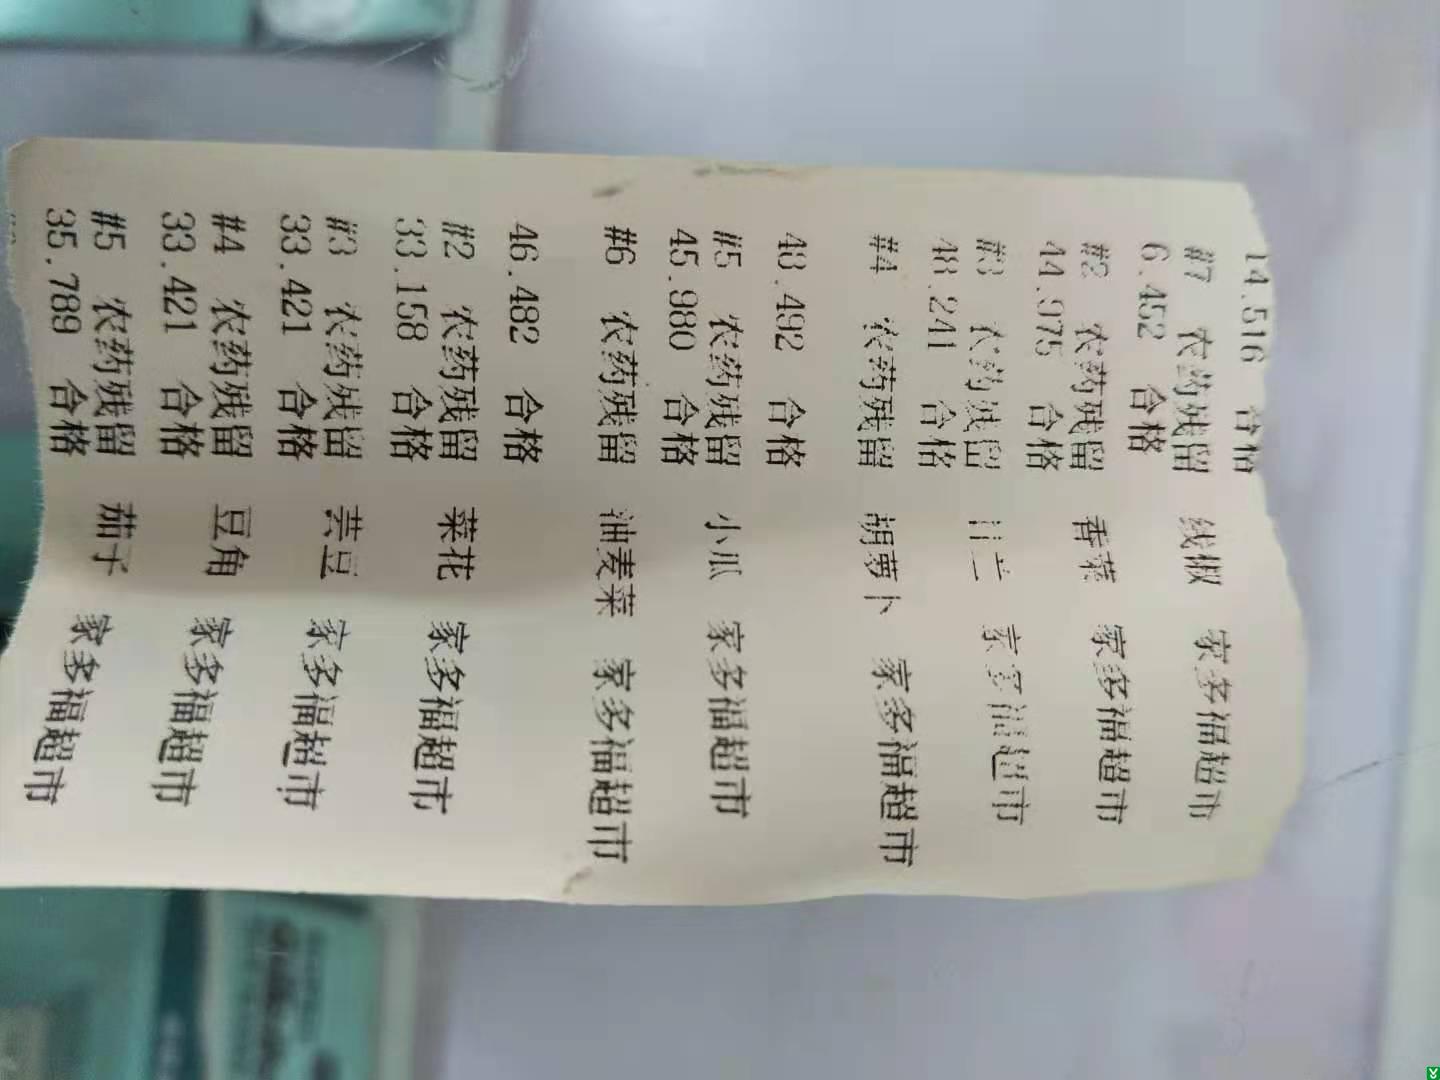 14.516 合格
#7 农药残留 线椒 家多福超市
6.452 合格
#2 农药残留 香菜 家多福超市
44.975 合格
#3 农药残留 甘兰 家多福超市
48.241 合格
#4 农药残留 胡萝卜 家多福超市
合格
#5 农药残留 小瓜 家多福超市
45.980 合格
#6 农药残留 油麦菜 家多福超市
46.482 合格
#2 农药残留 菜花 家多福超市
33.158 合格
#3 农药残留 芸豆 家多福超市
33.421 合格
#4 农药残留 豆角 家多福超市
33.421 合格
#5 农药残留 茄子 家多福超市
35.789 合格